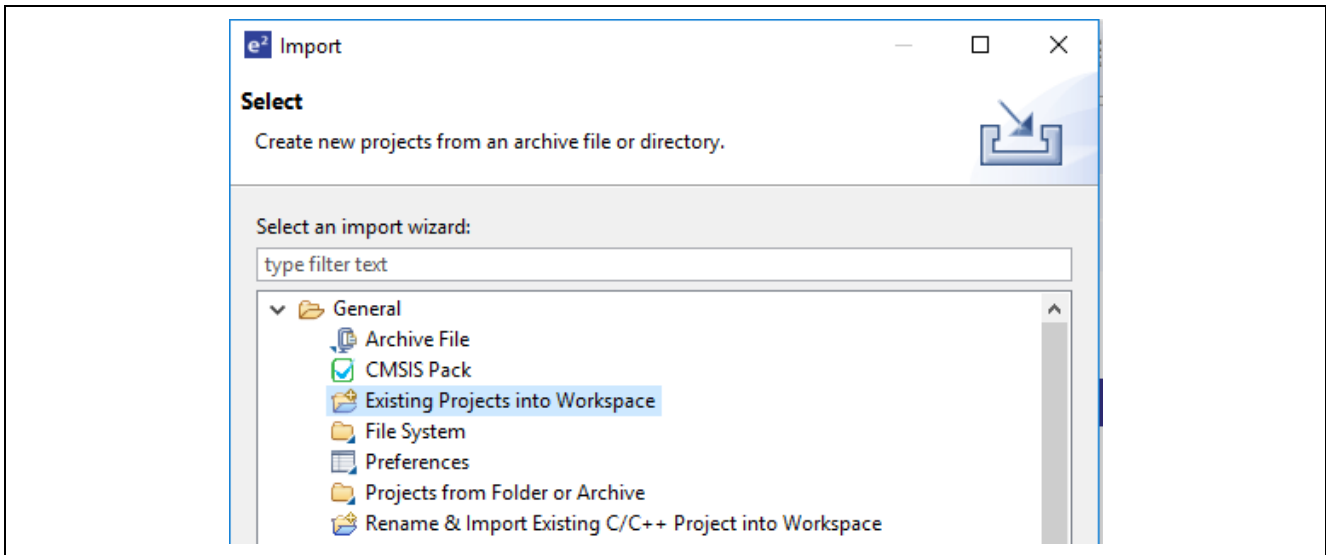 e² Import
Select
Create new projects from an archive file or directory.
Select an import wizard:
type filter text
General
Archive File
CMSIS Pack
Existing Projects into Workspace
File System
Preferences
Projects from Folder or Archive
Rename & Import Existing C/C++ Project into Workspace